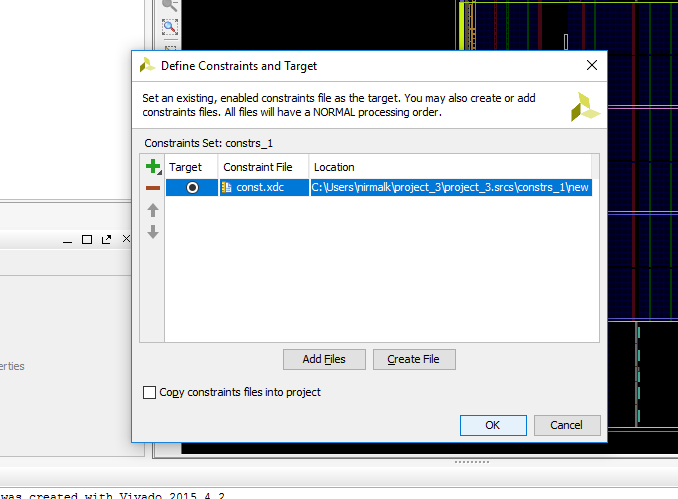 Define Constraints and Target
Set an existing, enabled constraints file as the target. You may also create or add
constraints files. All files will have a NORMAL processing order.
Constraints Set: constrs_1
Target Constraint File Location
const.xdc C:\Users\nirmalk\project_3\project_3.srcs\constrs_1\new
Add Files Create File
erties
Copy constraints files into project
OK Cancel
was created with Vivado 2015.4.2